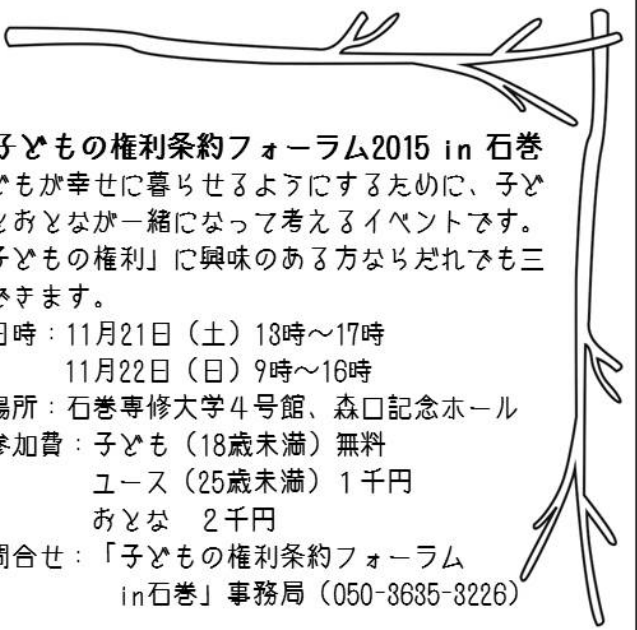 子どもの権利条約フォーラム2015 in 石巻
どもが幸せに暮らせるようにするために、子ど
とおとなが一緒になって考えるイベントです。
子どもの権利」に興味のある方ならだれでも三
できます。
日時：11月21日（土）13時～17時
11月22日（日）9時～16時
場所：石巻専修大学４号館、森口記念ホール
参加費：子ども（18歳未満）無料
ユース（25歳未満）１千円
おとな　２千円
問合せ：「子どもの権利条約フォーラム
in石巻」事務局（050-3635-3226）